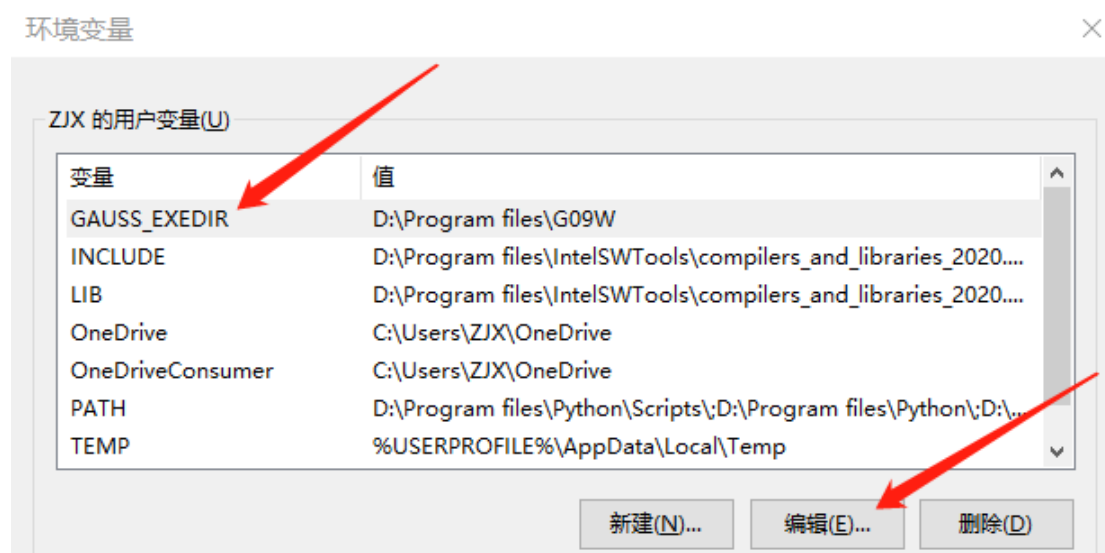 环境变量
ZJX 的用户变量(U)
变量 值
GAUSS_EXEDIR D:\Program files\G09W
INCLUDE D:\Program files\IntelSWTools\compilers_and_libraries_2020....
LIB D:\Program files\IntelSWTools\compilers_and_libraries_2020....
OneDrive C:\Users\ZJX\OneDrive
OneDriveConsumer C:\Users\ZJX\OneDrive
PATH D:\Program files\Python\Scripts\;D:\Program files\Python\;D:\...
TEMP %USERPROFILE%\AppData\Local\Temp
新建(N)... 编辑(E)... 删除(D)